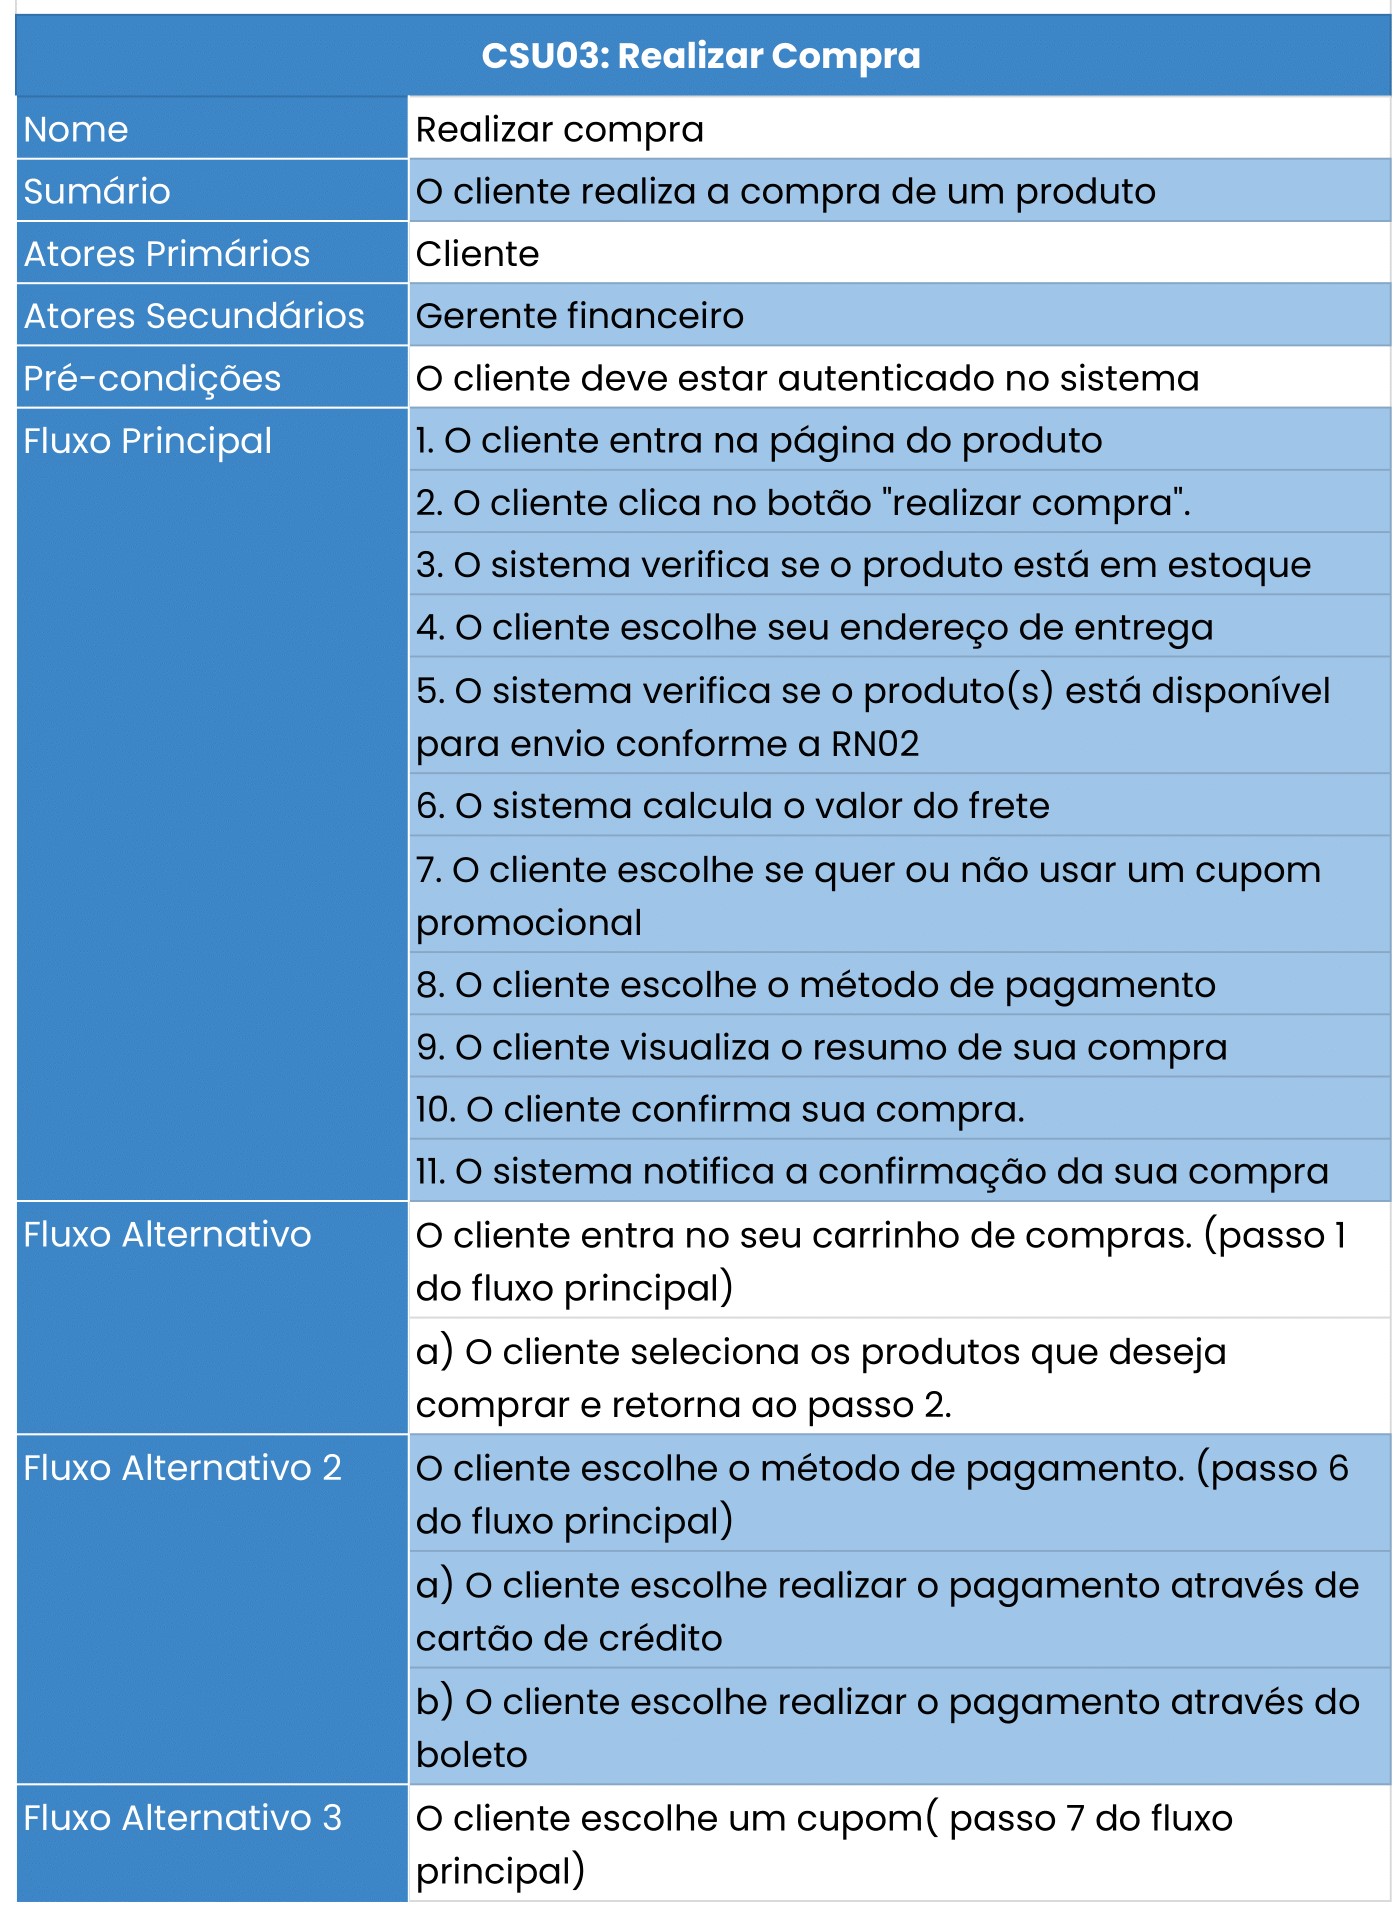 CSU03: Realizar Compra
Nome
Realizar compra
Sumário
O cliente realiza a compra de um produto
Atores Primários
Cliente
Atores Secundários
Gerente financeiro
Pré-condições
O cliente deve estar autenticado no sistema
Fluxo Principal
1. O cliente entra na página do produto
2. O cliente clica no botão "realizar compra".
3. O sistema verifica se o produto está em estoque
4. O cliente escolhe seu endereço de entrega
5. O sistema verifica se o produto(s) está disponível
para envio conforme a RN02
6. O sistema calcula o valor do frete
7. O cliente escolhe se quer ou não usar um cupom
promocional
8. O cliente escolhe o método de pagamento
9. O cliente visualiza o resumo de sua compra
10. O cliente confirma sua compra.
11. O sistema notifica a confirmação da sua compra
Fluxo Alternativo
O cliente entra no seu carrinho de compras. (passo 1
do fluxo principal)
a) O cliente seleciona os produtos que deseja
comprar e retorna ao passo 2.
Fluxo Alternativo 2
O cliente escolhe o método de pagamento. (passo 6
do fluxo principal)
a) O cliente escolhe realizar o pagamento através de
cartão de crédito
b) O cliente escolhe realizar o pagamento através do
boleto
Fluxo Alternativo 3
O cliente escolhe um cupom( passo 7 do fluxo
principal)